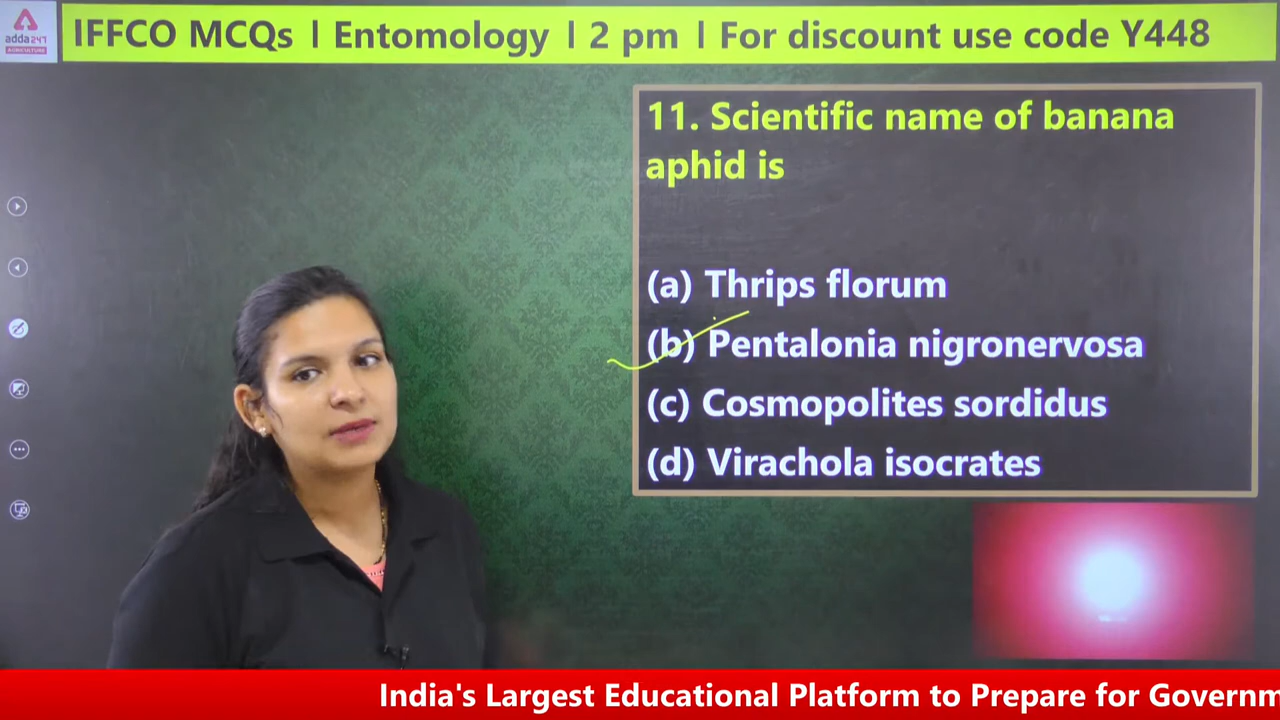 adda247
AGRICULTURE
IFFCO MCQs I Entomology I 2 pm I For discount use code Y448
11. Scientific name of banana
aphid is
(a) Thrips florum
(b) Pentalonia nigronervosa
(c) Cosmopolites sordidus
(d) Virachola isocrates
India's Largest Educational Platform to Prepare for Governm